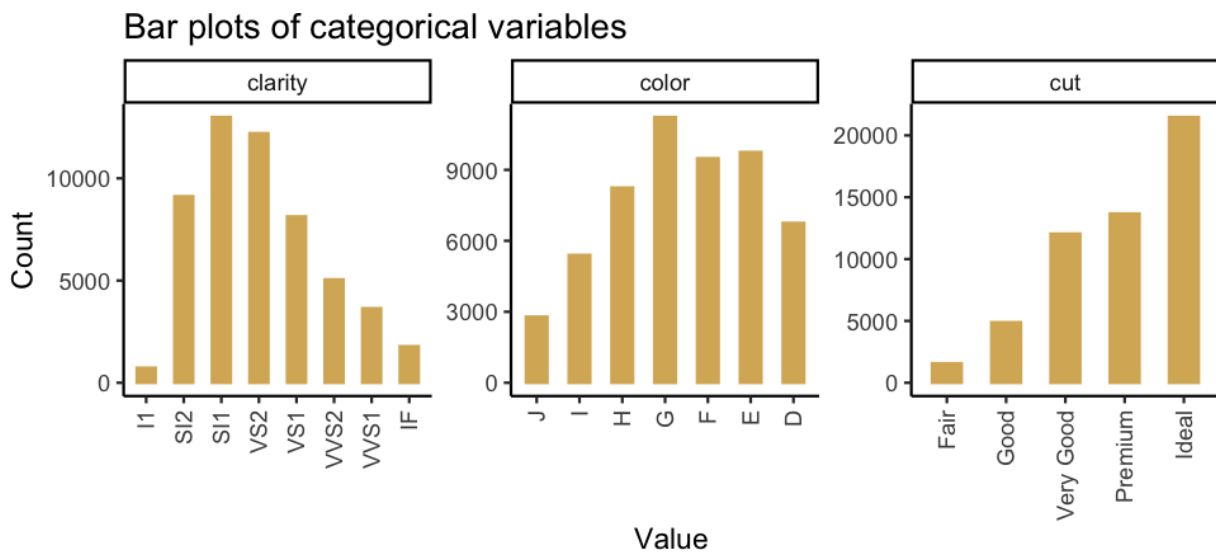 Bar plots of categorical variables
clarity
color
cut
Count
10000
5000
0
I1
SI2
SI1
VS2
VS1
VVS2
VVS1
IF
9000
6000
3000
0
J
I
H
G
F
E
D
20000
15000
10000
5000
0
Fair
Good
Very Good
Premium
Ideal
Value